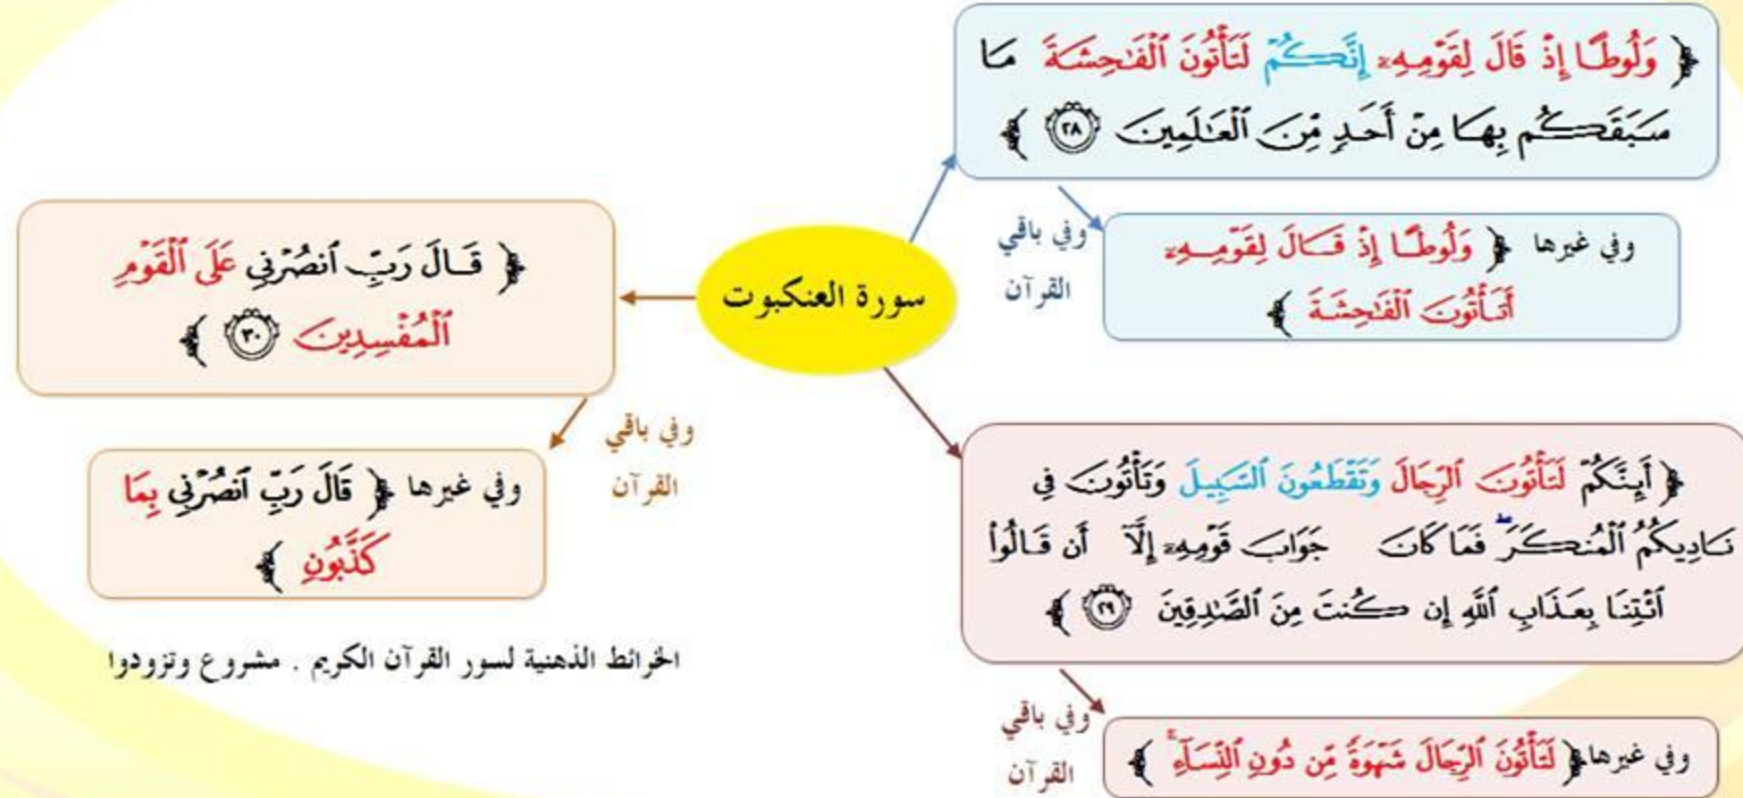 ﴿ وَلُوطًا إِذْ قَالَ لِقَوْمِهِۦ إِنَّكُمْ لَتَأْتُونَ ٱلْفَـٰحِشَةَ مَا
سَبَقَكُم بِهَا مِنْ أَحَدٍ مِّنَ ٱلْعَـٰلَمِينَ ٢٨ ﴾
وفي باقي
القرآن
وفي غيرها ﴿ وَلُوطًا إِذْ قَالَ لِقَوْمِهِۦ
أَتَأْتُونَ ٱلْفَـٰحِشَةَ ﴾
سورة العنكبوت
﴿ قَالَ رَبِّ ٱنصُرْنِى عَلَى ٱلْقَوْمِ
ٱلْمُفْسِدِينَ ٣٠ ﴾
وفي باقي
القرآن
وفي غيرها ﴿ قَالَ رَبِّ ٱنصُرْنِى بِمَا
كَذَّبُونِ ﴾
﴿ أَئِنَّكُمْ لَتَأْتُونَ ٱلرِّجَالَ وَتَقْطَعُونَ ٱلسَّبِيلَ وَتَأْتُونَ فِى
نَادِيكُمُ ٱلْمُنكَرَ ۖ فَمَا كَانَ جَوَابَ قَوْمِهِۦٓ إِلَّآ أَن قَالُوا۟
ٱئْتِنَا بِعَذَابِ ٱللَّهِ إِن كُنتَ مِنَ ٱلصَّـٰدِقِينَ ٢٩ ﴾
وفي باقي
القرآن
وفي غيرها ﴿ لَتَأْتُونَ ٱلرِّجَالَ شَهْوَةً مِّن دُونِ ٱلنِّسَآءِ ۚ ﴾
الخرائط الذهنية لسور القرآن الكريم . مشروع وتزودوا